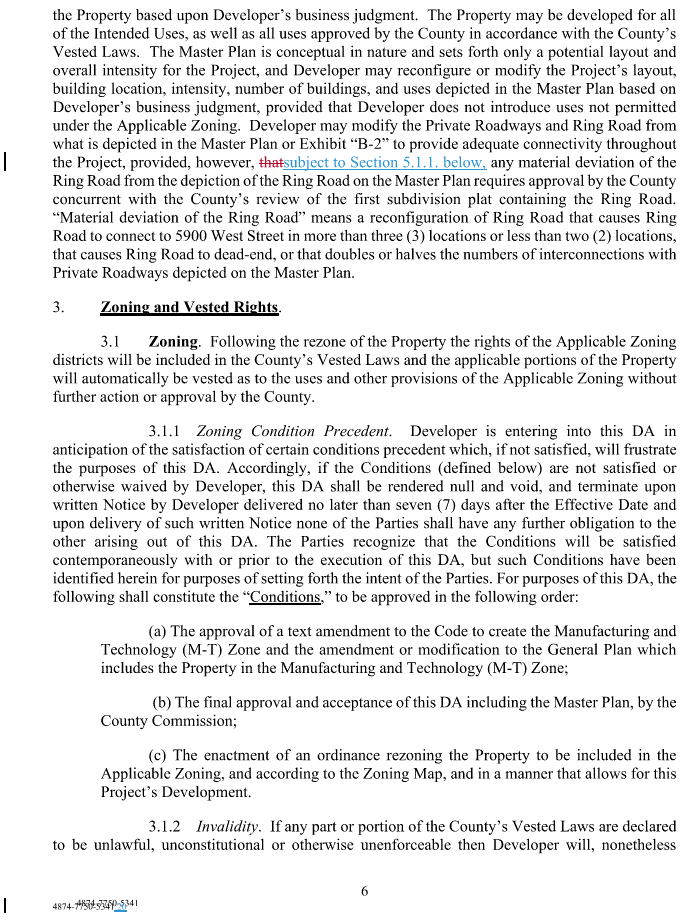 the Property based upon Developer's business judgment.  The Property may be developed for all
of the Intended Uses, as well as all uses approved by the County in accordance with the County's
Vested Laws.  The Master Plan is conceptual in nature and sets forth only a potential layout and
overall intensity for the Project, and Developer may reconfigure or modify the Project's layout,
building location, intensity, number of buildings, and uses depicted in the Master Plan based on
Developer's business judgment, provided that Developer does not introduce uses not permitted
under the Applicable Zoning.  Developer may modify the Private Roadways and Ring Road from
what is depicted in the Master Plan or Exhibit "B-2" to provide adequate connectivity throughout
the Project, provided, however, thatsubject to Section 5.1.1. below, any material deviation of the
Ring Road from the depiction of the Ring Road on the Master Plan requires approval by the County
concurrent with the County's review of the first subdivision plat containing the Ring Road.
"Material deviation of the Ring Road" means a reconfiguration of Ring Road that causes Ring
Road to connect to 5900 West Street in more than three (3) locations or less than two (2) locations,
that causes Ring Road to dead-end, or that doubles or halves the numbers of interconnections with
Private Roadways depicted on the Master Plan.
3. Zoning and Vested Rights.
3.1 Zoning.  Following the rezone of the Property the rights of the Applicable Zoning
districts will be included in the County's Vested Laws and the applicable portions of the Property
will automatically be vested as to the uses and other provisions of the Applicable Zoning without
further action or approval by the County.
3.1.1 Zoning Condition Precedent.  Developer is entering into this DA in
anticipation of the satisfaction of certain conditions precedent which, if not satisfied, will frustrate
the purposes of this DA. Accordingly, if the Conditions (defined below) are not satisfied or
otherwise waived by Developer, this DA shall be rendered null and void, and terminate upon
written Notice by Developer delivered no later than seven (7) days after the Effective Date and
upon delivery of such written Notice none of the Parties shall have any further obligation to the
other arising out of this DA. The Parties recognize that the Conditions will be satisfied
contemporaneously with or prior to the execution of this DA, but such Conditions have been
identified herein for purposes of setting forth the intent of the Parties. For purposes of this DA, the
following shall constitute the "Conditions," to be approved in the following order:
(a) The approval of a text amendment to the Code to create the Manufacturing and
Technology (M-T) Zone and the amendment or modification to the General Plan which
includes the Property in the Manufacturing and Technology (M-T) Zone;
(b) The final approval and acceptance of this DA including the Master Plan, by the
County Commission;
(c) The enactment of an ordinance rezoning the Property to be included in the
Applicable Zoning, and according to the Zoning Map, and in a manner that allows for this
Project's Development.
3.1.2 Invalidity.  If any part or portion of the County's Vested Laws are declared
to be unlawful, unconstitutional or otherwise unenforceable then Developer will, nonetheless
6
4874-7750-5341